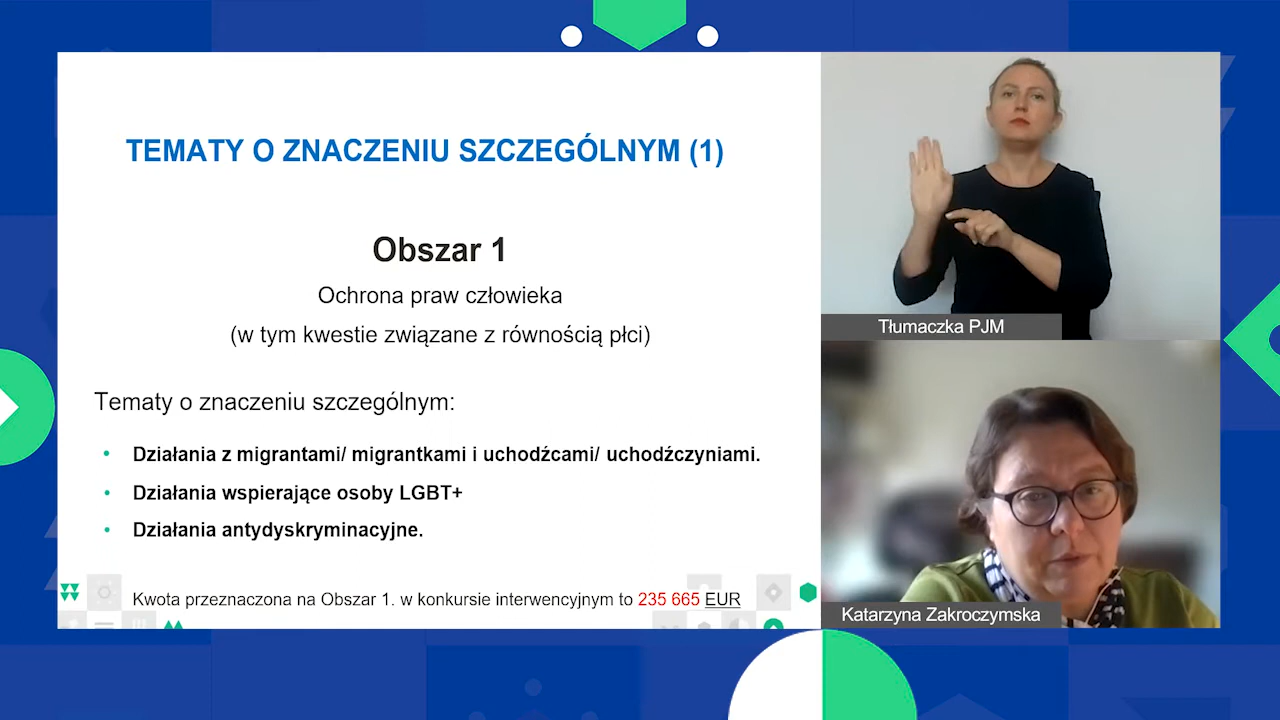 TEMATY O ZNACZENIU SZCZEGÓLNYM (1)
Obszar 1
Ochrona praw człowieka
(w tym kwestie związane z równością płci)
Tematy o znaczeniu szczególnym:
• Działania z migrantami/ migrantkami i uchodźcami/ uchodźczyniami.
• Działania wspierające osoby LGBT+
• Działania antydyskryminacyjne.
Kwota przeznaczona na Obszar 1. w konkursie interwencyjnym to 235 665 EUR
Tłumaczka PJM
Katarzyna Zakroczymska